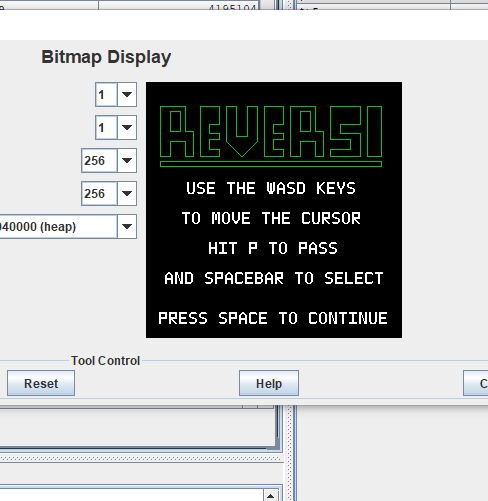 4195104
Bitmap Display
1
1
256
256
040000 (heap)
REVERSI
USE THE WASD KEYS
TO MOVE THE CURSOR
HIT P TO PASS
AND SPACEBAR TO SELECT
PRESS SPACE TO CONTINUE
Tool Control
Reset
Help
C